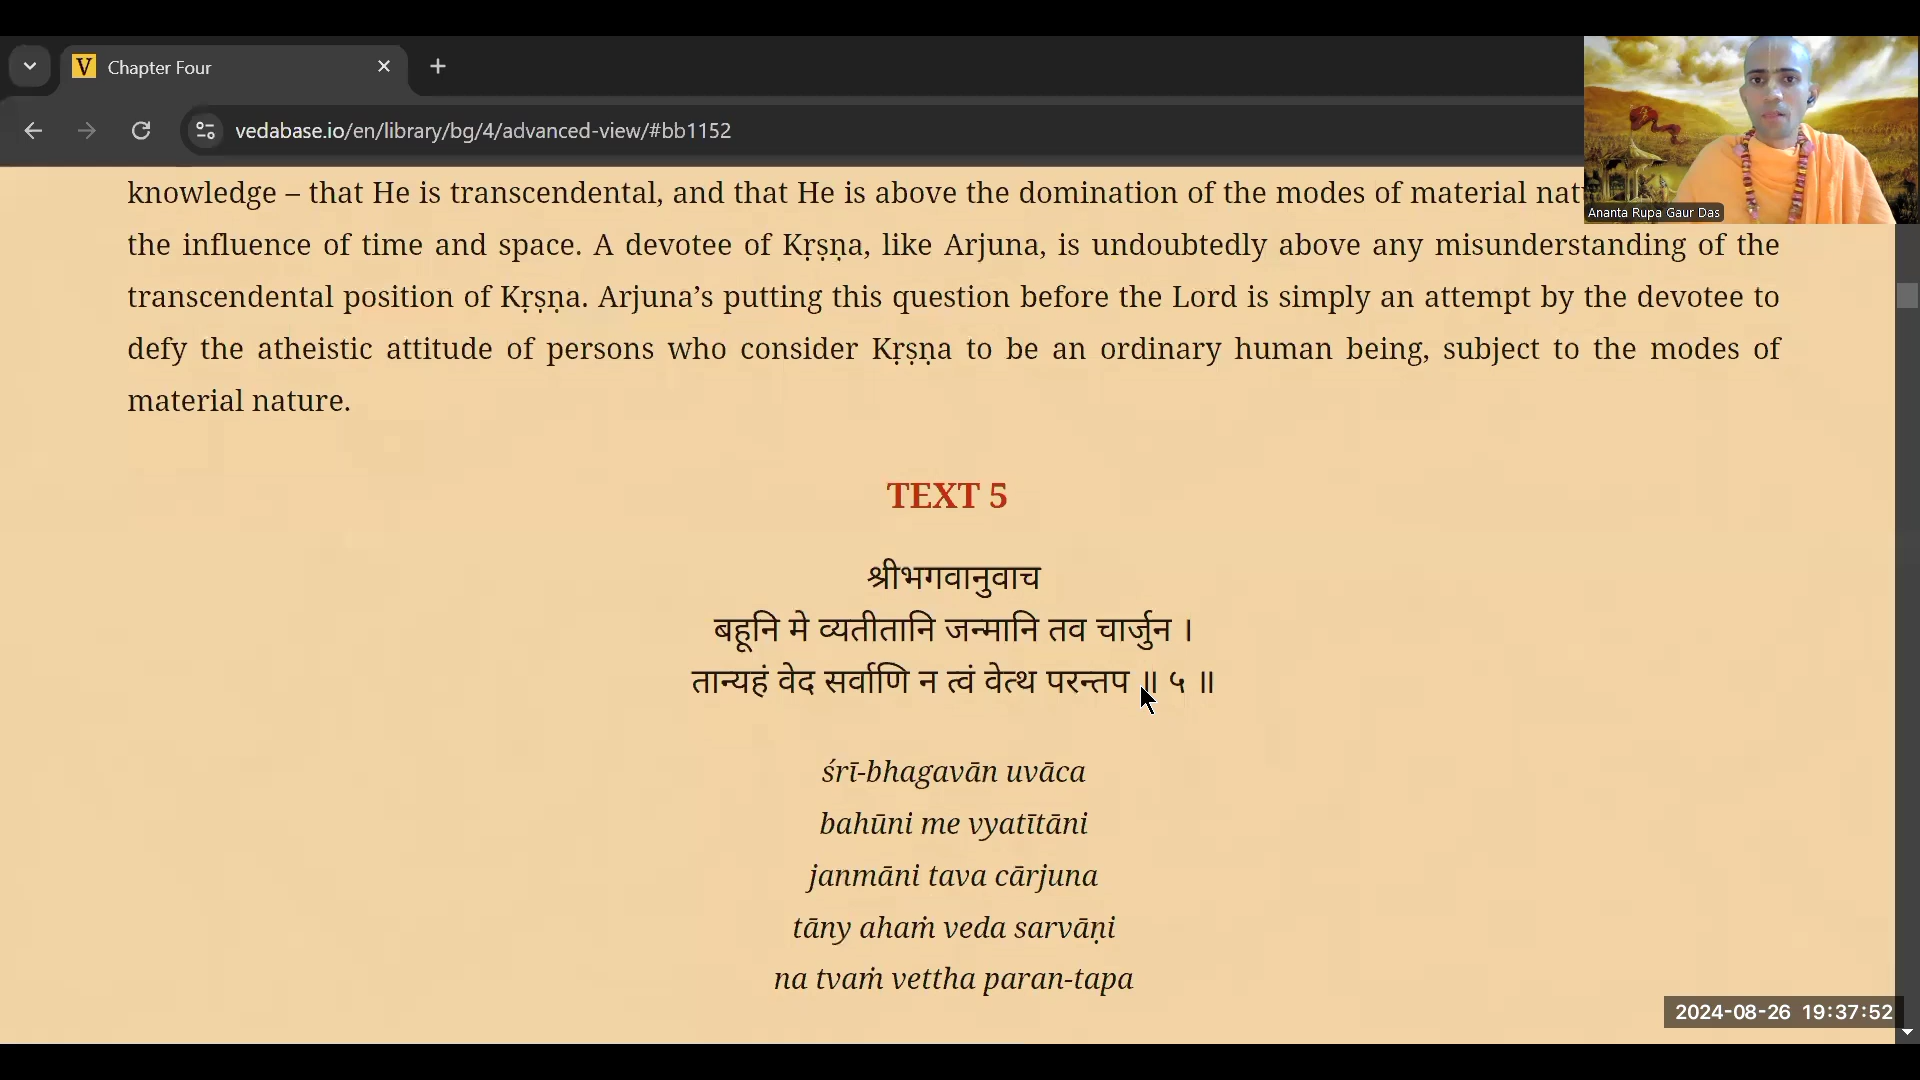 V Chapter Four
vedabase.io/en/library/bg/4/advanced-view/#bb1152
Ananta Rupa Gaur Das
knowledge – that He is transcendental, and that He is above the domination of the modes of material
the influence of time and space. A devotee of Kṛṣṇa, like Arjuna, is undoubtedly above any misunderstanding of the
transcendental position of Kṛṣṇa. Arjuna’s putting this question before the Lord is simply an attempt by the devotee to
defy the atheistic attitude of persons who consider Kṛṣṇa to be an ordinary human being, subject to the modes of
material nature.
TEXT 5
श्रीभगवानुवाच
बहूनि मे व्यतीतानि जन्मानि तव चार्जुन ।
तान्यहं वेद सर्वाणि न त्वं वेत्थ परन्तप ॥ ५ ॥
śrī-bhagavān uvāca
bahūni me vyatītāni
janmāni tava cārjuna
tāny ahaṁ veda sarvāṇi
na tvaṁ vettha paran-tapa
2024-08-26 19:37:52